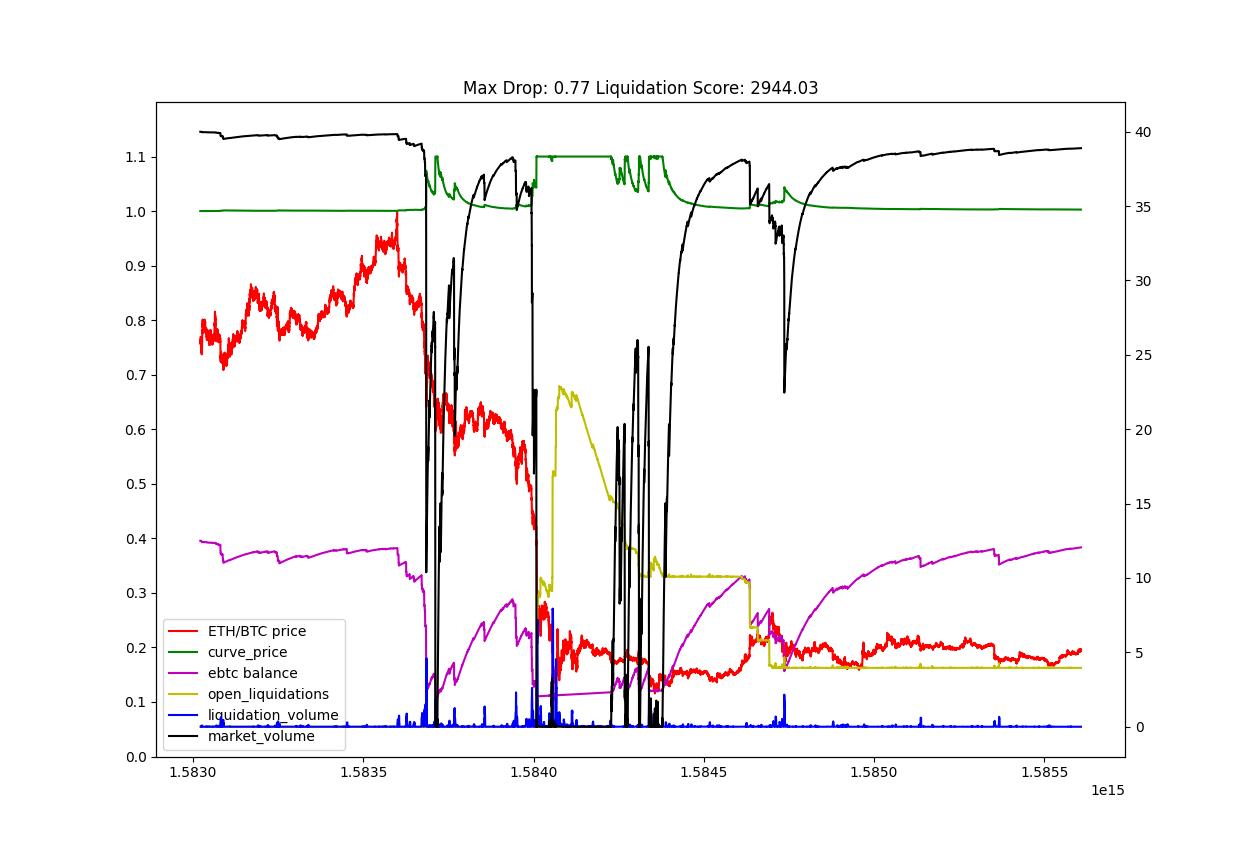 Max Drop: 0.77 Liquidation Score: 2944.03
1.1
1.0
0.9
0.8
0.7
0.6
0.5
0.4
0.3
0.2
0.1
0.0
40
35
30
25
20
15
10
5
0
ETH/BTC price
curve_price
ebtc balance
open_liquidations
liquidation_volume
market_volume
1.5830 1.5835 1.5840 1.5845 1.5850 1.5855
1e15